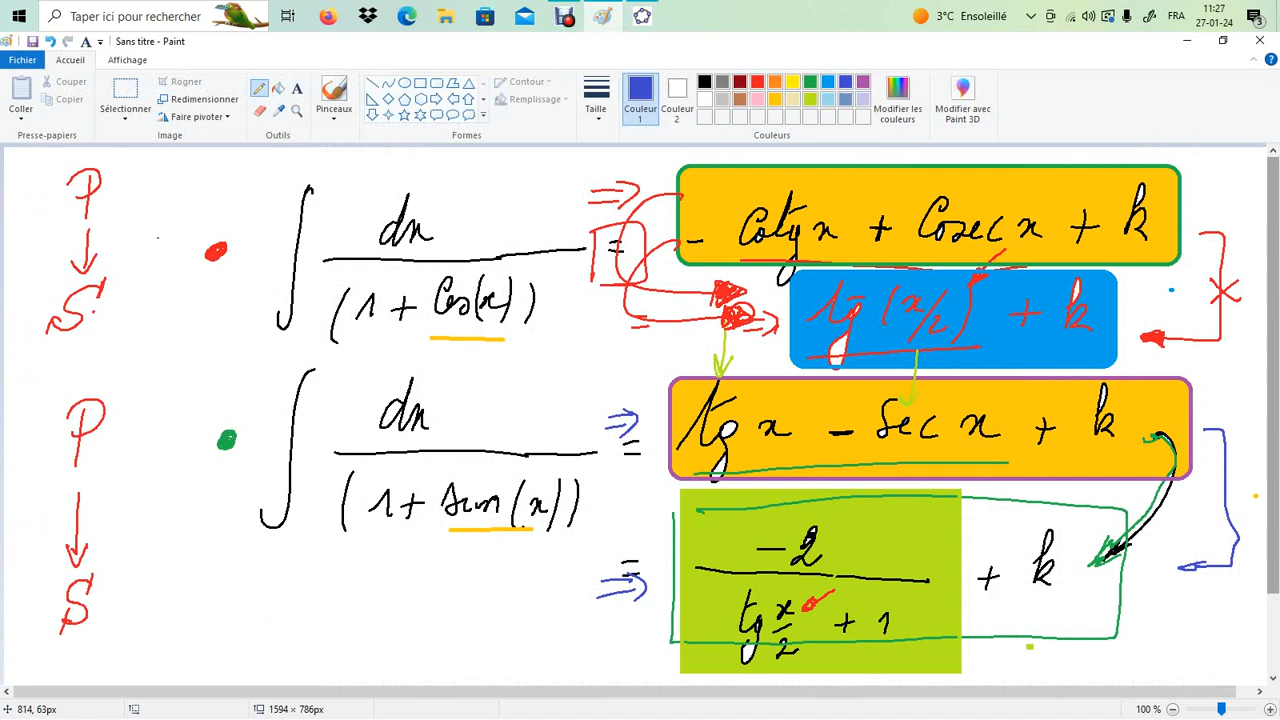 Taper ici pour rechercher
3°C Ensoleillé
FRA
11:27
27-01-24
3
Sans titre - Paint
Fichier
Accueil
Affichage
Coller
Couper
Copier
Presse-papiers
Sélectionner
Rogner
Redimensionner
Faire pivoter
Image
A
Outils
Pinceaux
Contour
Remplissage
Formes
Taille
Couleur 1
Couleur 2
Modifier les couleurs
Modifier avec Paint 3D
Couleurs
P ↓ S
∫ dx / (1 + Cos(x)) = - Cotg x + Cosec x + k
= ⇒ tg (x/2) + k
P ↓ S
∫ dx / (1 + Sin(x)) = tg x - Sec x + k
= -2 / (tg x/2 + 1) + k
814, 63px
1594 × 786px
100 %